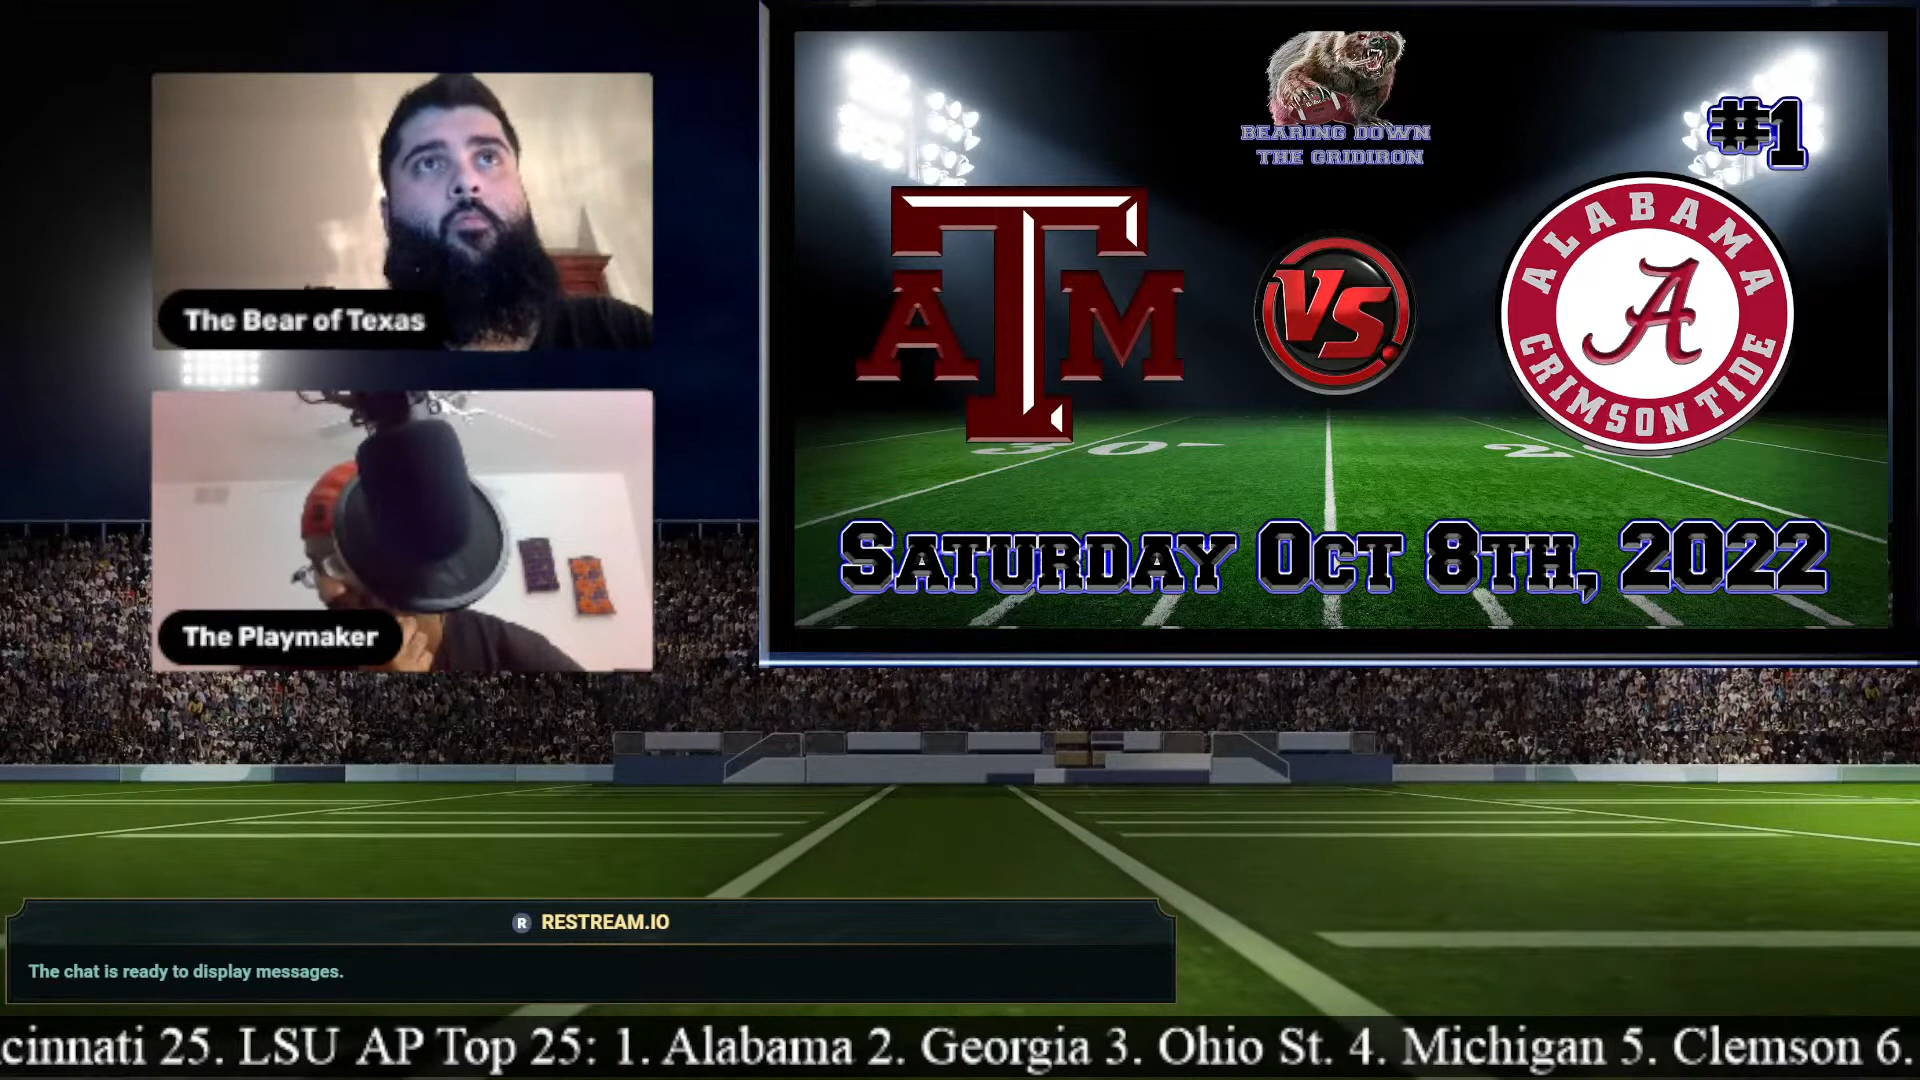 The Bear of Texas
The Playmaker
BEARING DOWN
THE GRIDIRON
#1
ATM
VS.
ALABAMA
A
CRIMSON TIDE
30
2
SATURDAY OCT 8TH, 2022
R RESTREAM.IO
The chat is ready to display messages.
cinnati 25. LSU AP Top 25: 1. Alabama 2. Georgia 3. Ohio St. 4. Michigan 5. Clemson 6.